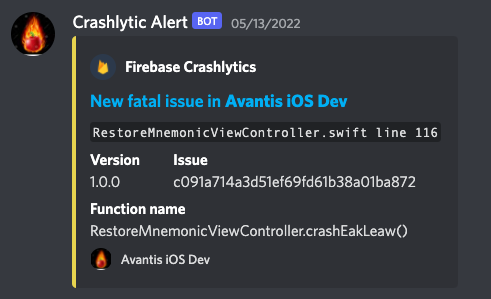 Crashlytic Alert BOT 05/13/2022
Firebase Crashlytics
New fatal issue in Avantis iOS Dev
RestoreMnemonicViewController.swift line 116
Version Issue
1.0.0 c091a714a3d51ef69fd61b38a01ba872
Function name
RestoreMnemonicViewController.crashEakLeaw()
Avantis iOS Dev